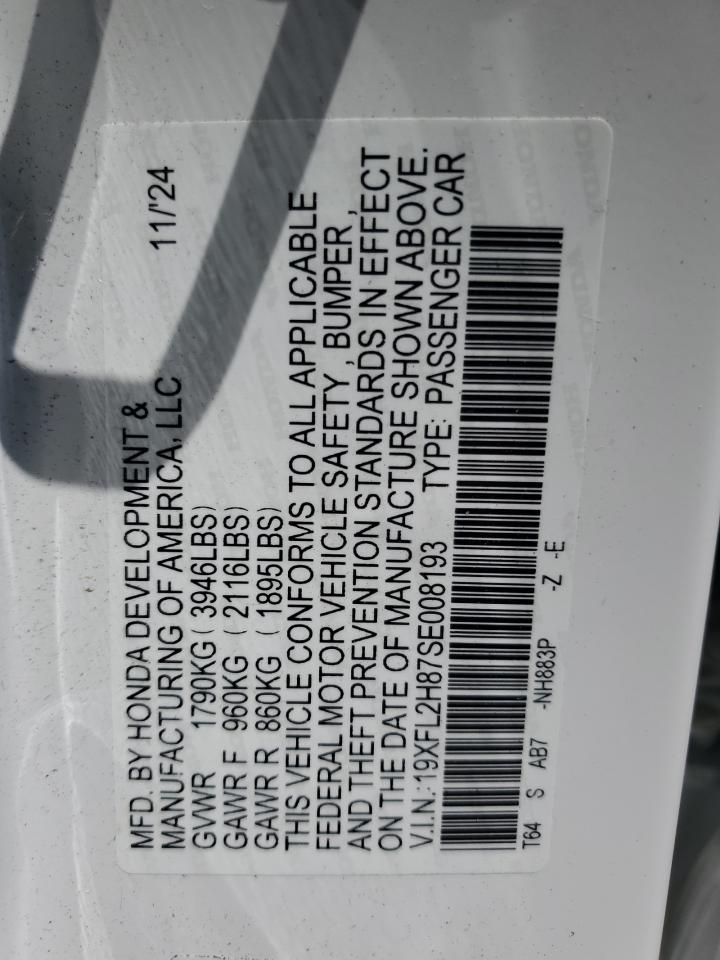 MFD. BY HONDA DEVELOPMENT &
MANUFACTURING OF AMERICA, LLC 11/'24
GVWR 1790KG ( 3946LBS)
GAWR F 960KG ( 2116LBS)
GAWR R 860KG ( 1895LBS)
THIS VEHICLE CONFORMS TO ALL APPLICABLE
FEDERAL MOTOR VEHICLE SAFETY , BUMPER ,
AND THEFT PREVENTION STANDARDS IN EFFECT
ON THE DATE OF MANUFACTURE SHOWN ABOVE.
V.I.N.:19XFL2H87SE008193 TYPE: PASSENGER CAR
T64 S AB7 -NH883P -Z -E